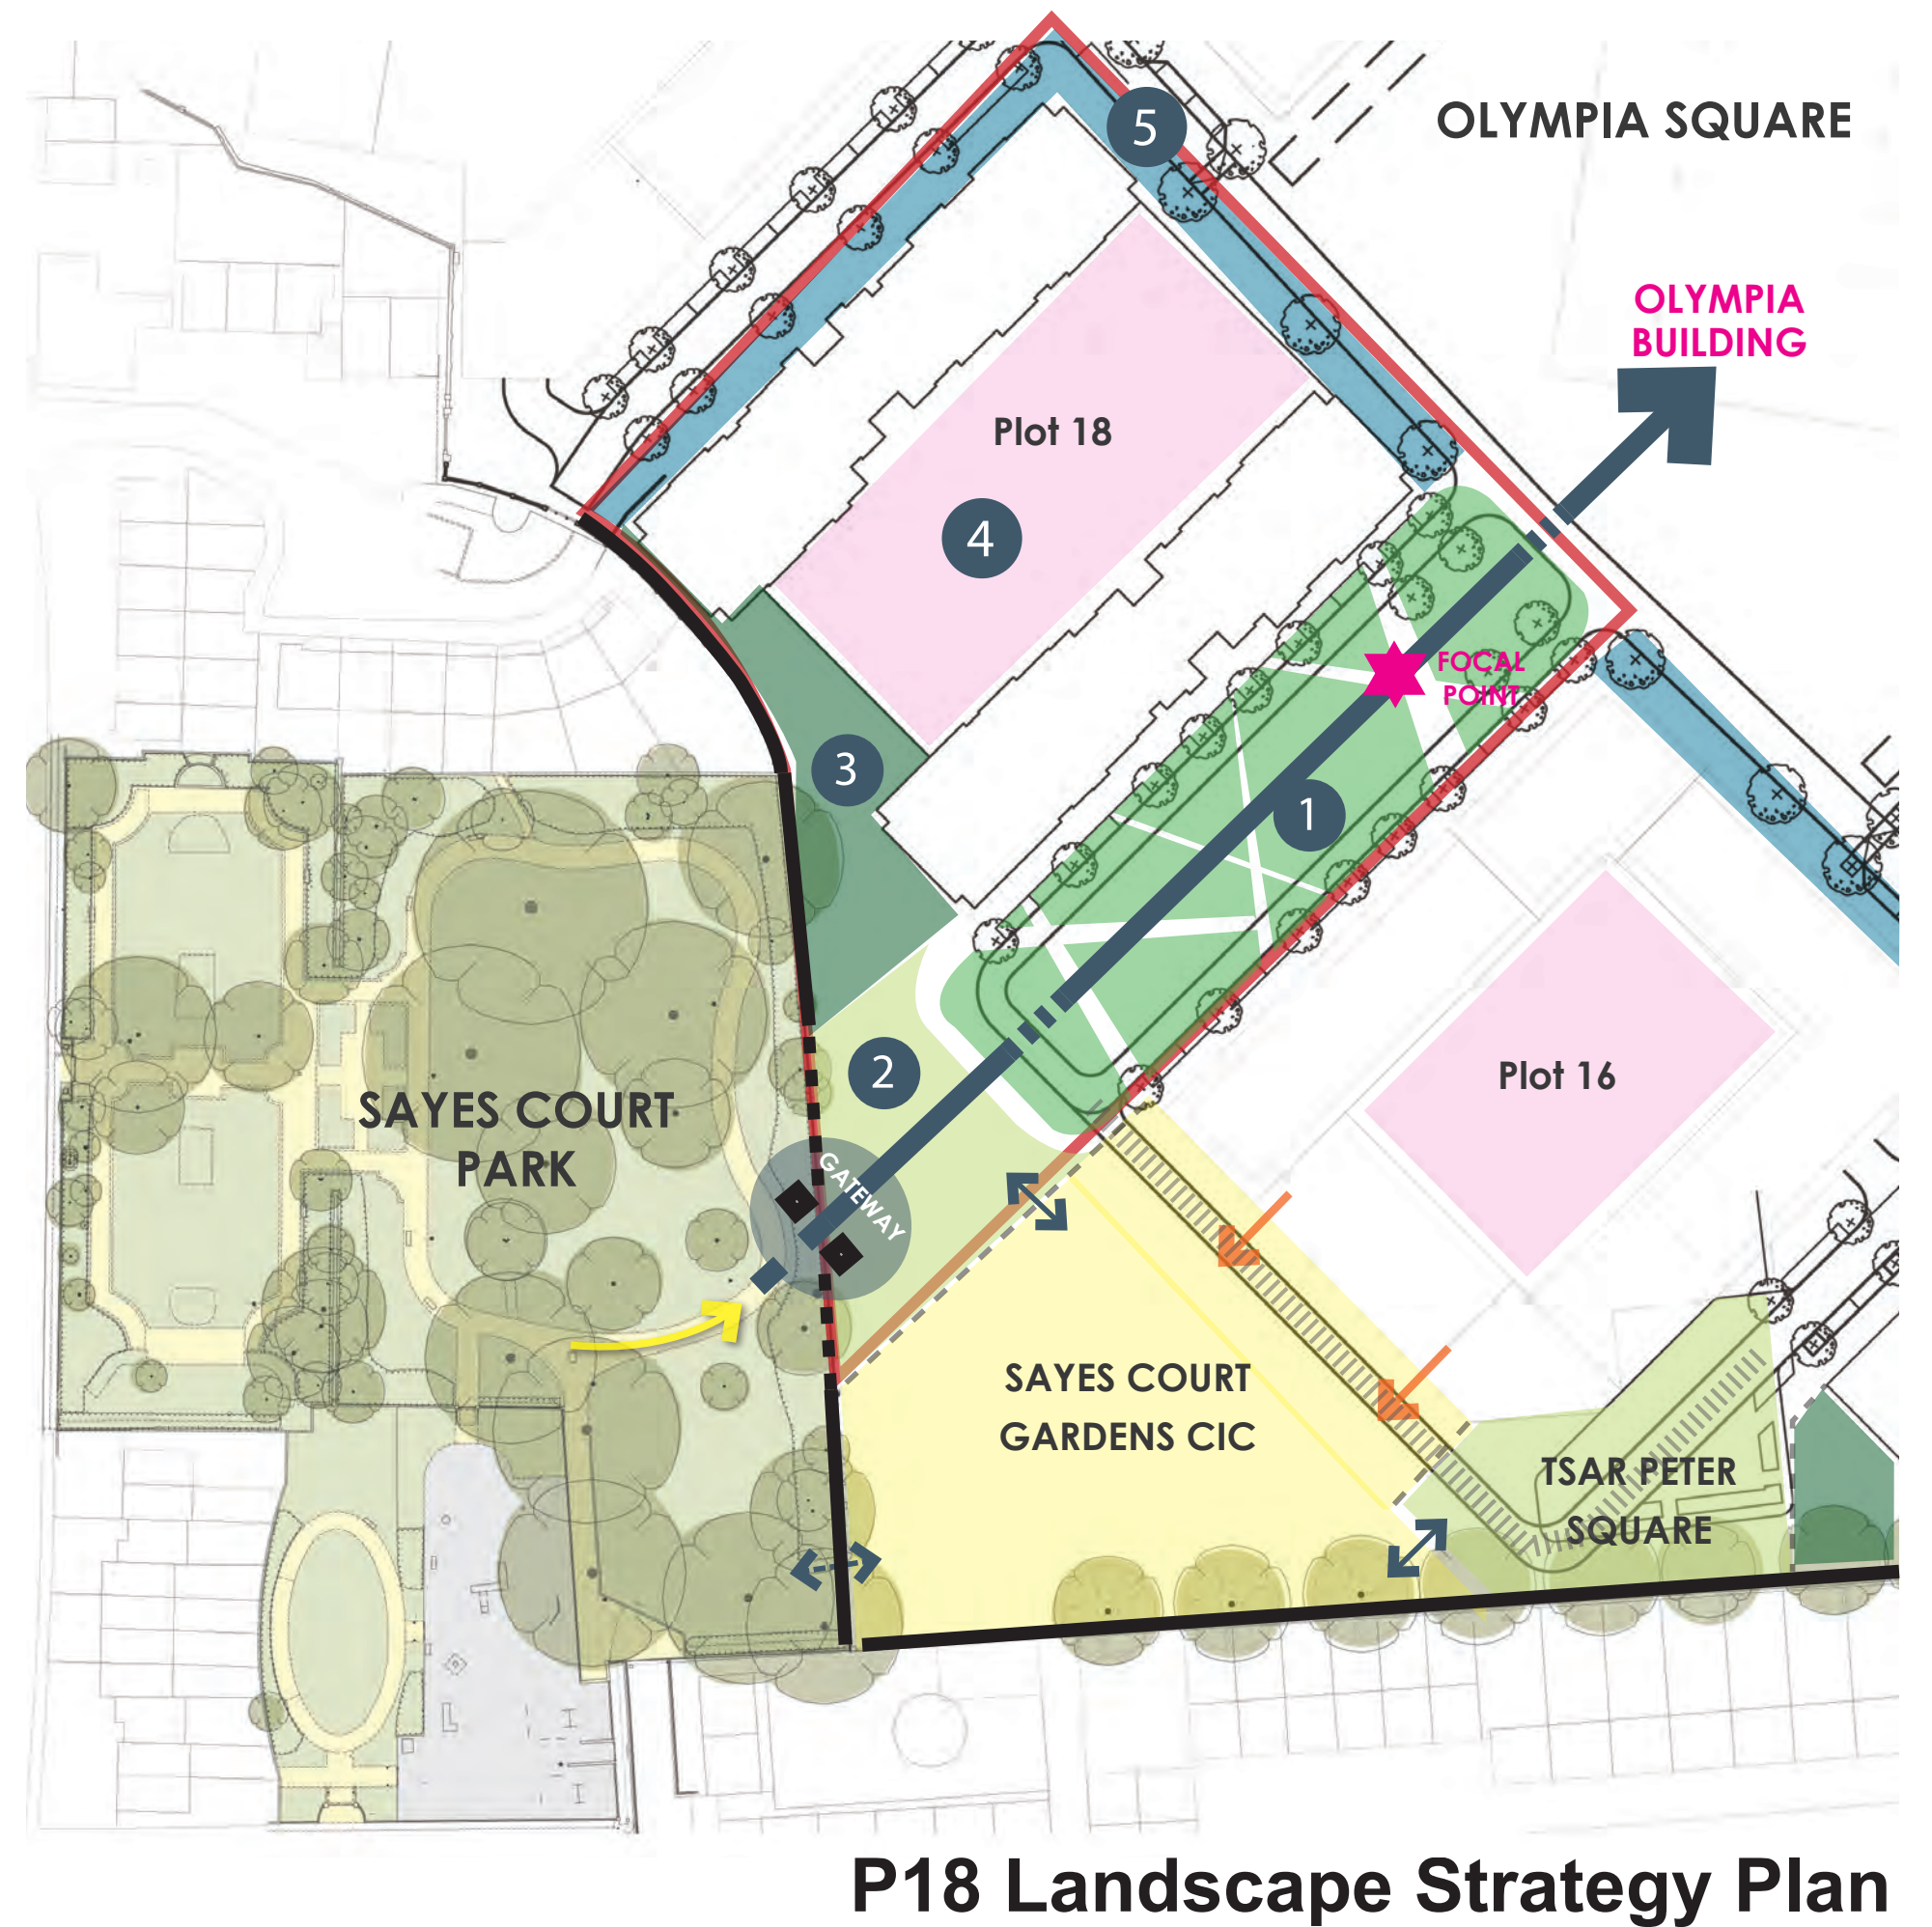 OLYMPIA SQUARE
5
OLYMPIA
BUILDING
Plot 18
4
FOCAL
POINT
3
1
2
Plot 16
SAYES COURT
PARK
GATEWAY
SAYES COURT
GARDENS CIC
TSAR PETER
SQUARE
P18 Landscape Strategy Plan